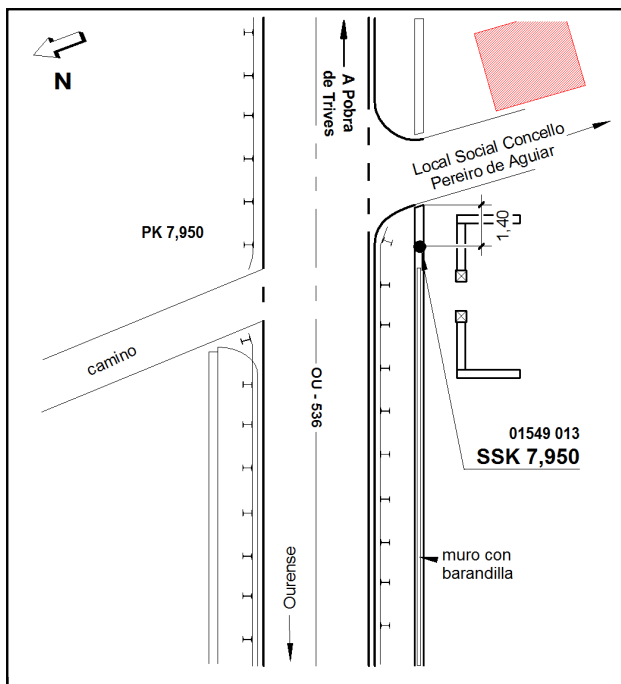 N
A Pobra
de Trives
Local Social Concello
Pereiro de Aguiar
1,40
PK 7,950
camino
OU - 536
01549 013
SSK 7,950
muro con
barandilla
Ourense